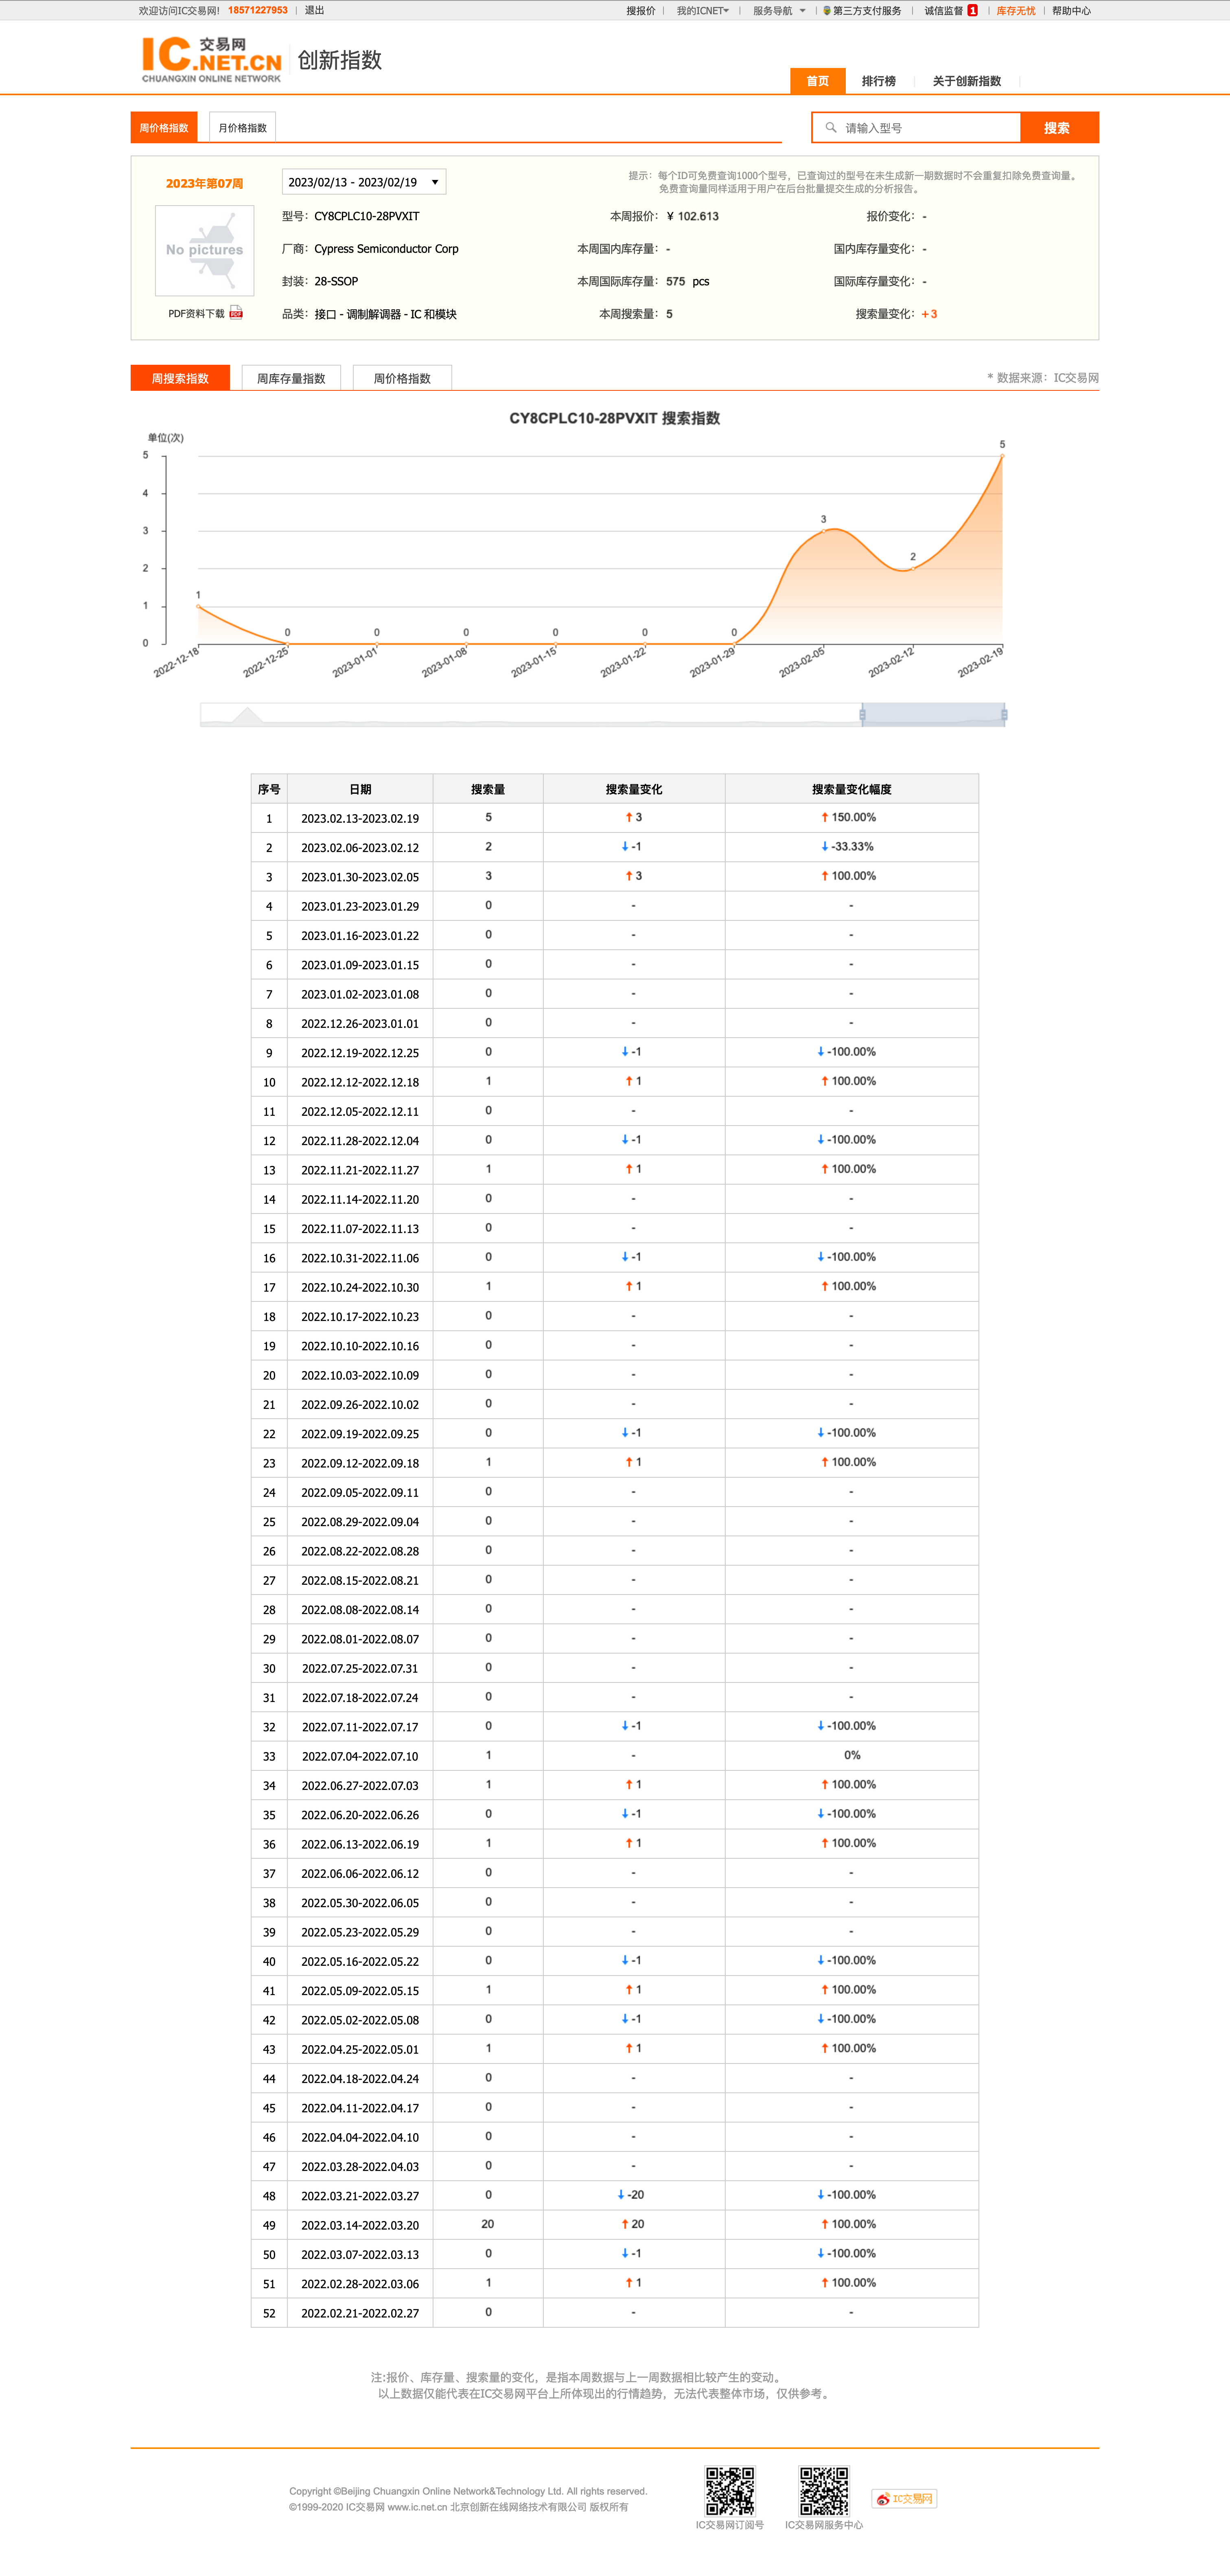 欢迎访问IC交易网! 18571227953 | 退出 搜报价 | 我的ICNET | 服务导航 | 第三方支付服务 | 诚信监督 1 | 库存无忧 | 帮助中心
IC 交易网 .NET.CN
CHUANGXIN ONLINE NETWORK
创新指数
首页 排行榜 关于创新指数
周价格指数 月价格指数 请输入型号 搜索
2023年第07周 2023/02/13 - 2023/02/19
提示：每个ID可免费查询1000个型号，已查询过的型号在未生成新一期数据时不会重复扣除免费查询量。
免费查询量同样适用于用户在后台批量提交生成的分析报告。
No pictures
PDF资料下载 PDF
型号：CY8CPLC10-28PVXIT 本周报价：￥ 102.613 报价变化：-
厂商：Cypress Semiconductor Corp 本周国内库存量：- 国内库存量变化：-
封装：28-SSOP 本周国际库存量：575 pcs 国际库存量变化：-
品类：接口 - 调制解调器 - IC 和模块 本周搜索量：5 搜索量变化：+3
周搜索指数 周库存量指数 周价格指数 * 数据来源：IC交易网
CY8CPLC10-28PVXIT 搜索指数
单位(次)
5
4
3
2
1
0
1 0 0 0 0 0 0 3 2 5
2022-12-18 2022-12-25 2023-01-01 2023-01-08 2023-01-15 2023-01-22 2023-01-29 2023-02-05 2023-02-12 2023-02-19
序号 日期 搜索量 搜索量变化 搜索量变化幅度
1 2023.02.13-2023.02.19 5 ↑ 3 ↑ 150.00%
2 2023.02.06-2023.02.12 2 ↓ -1 ↓ -33.33%
3 2023.01.30-2023.02.05 3 ↑ 3 ↑ 100.00%
4 2023.01.23-2023.01.29 0 - -
5 2023.01.16-2023.01.22 0 - -
6 2023.01.09-2023.01.15 0 - -
7 2023.01.02-2023.01.08 0 - -
8 2022.12.26-2023.01.01 0 - -
9 2022.12.19-2022.12.25 0 ↓ -1 ↓ -100.00%
10 2022.12.12-2022.12.18 1 ↑ 1 ↑ 100.00%
11 2022.12.05-2022.12.11 0 - -
12 2022.11.28-2022.12.04 0 ↓ -1 ↓ -100.00%
13 2022.11.21-2022.11.27 1 ↑ 1 ↑ 100.00%
14 2022.11.14-2022.11.20 0 - -
15 2022.11.07-2022.11.13 0 - -
16 2022.10.31-2022.11.06 0 ↓ -1 ↓ -100.00%
17 2022.10.24-2022.10.30 1 ↑ 1 ↑ 100.00%
18 2022.10.17-2022.10.23 0 - -
19 2022.10.10-2022.10.16 0 - -
20 2022.10.03-2022.10.09 0 - -
21 2022.09.26-2022.10.02 0 - -
22 2022.09.19-2022.09.25 0 ↓ -1 ↓ -100.00%
23 2022.09.12-2022.09.18 1 ↑ 1 ↑ 100.00%
24 2022.09.05-2022.09.11 0 - -
25 2022.08.29-2022.09.04 0 - -
26 2022.08.22-2022.08.28 0 - -
27 2022.08.15-2022.08.21 0 - -
28 2022.08.08-2022.08.14 0 - -
29 2022.08.01-2022.08.07 0 - -
30 2022.07.25-2022.07.31 0 - -
31 2022.07.18-2022.07.24 0 - -
32 2022.07.11-2022.07.17 0 ↓ -1 ↓ -100.00%
33 2022.07.04-2022.07.10 1 - 0%
34 2022.06.27-2022.07.03 1 ↑ 1 ↑ 100.00%
35 2022.06.20-2022.06.26 0 ↓ -1 ↓ -100.00%
36 2022.06.13-2022.06.19 1 ↑ 1 ↑ 100.00%
37 2022.06.06-2022.06.12 0 - -
38 2022.05.30-2022.06.05 0 - -
39 2022.05.23-2022.05.29 0 - -
40 2022.05.16-2022.05.22 0 ↓ -1 ↓ -100.00%
41 2022.05.09-2022.05.15 1 ↑ 1 ↑ 100.00%
42 2022.05.02-2022.05.08 0 ↓ -1 ↓ -100.00%
43 2022.04.25-2022.05.01 1 ↑ 1 ↑ 100.00%
44 2022.04.18-2022.04.24 0 - -
45 2022.04.11-2022.04.17 0 - -
46 2022.04.04-2022.04.10 0 - -
47 2022.03.28-2022.04.03 0 - -
48 2022.03.21-2022.03.27 0 ↓ -20 ↓ -100.00%
49 2022.03.14-2022.03.20 20 ↑ 20 ↑ 100.00%
50 2022.03.07-2022.03.13 0 ↓ -1 ↓ -100.00%
51 2022.02.28-2022.03.06 1 ↑ 1 ↑ 100.00%
52 2022.02.21-2022.02.27 0 - -
注:报价、库存量、搜索量的变化，是指本周数据与上一周数据相比较产生的变动。
以上数据仅能代表在IC交易网平台上所体现出的行情趋势，无法代表整体市场，仅供参考。
Copyright ©Beijing Chuangxin Online Network&Technology Ltd. All rights reserved.
©1999-2020 IC交易网 www.ic.net.cn 北京创新在线网络技术有限公司 版权所有
IC交易网订阅号 IC交易网服务中心 IC交易网